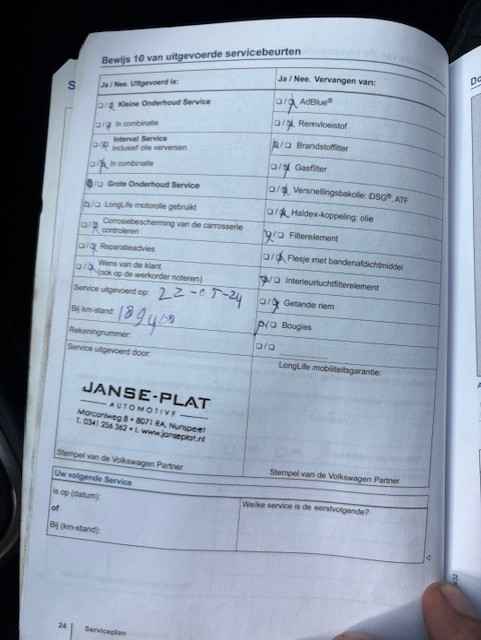 Bewijs 10 van uitgevoerde servicebeurten
Ja / Nee. Uitgevoerd is:
Kleine Onderhoud Service
In combinatie
Interval Service
inclusief olie verversen
In combinatie
Grote Onderhoud Service
LongLife motorolie gebruikt
Corrosiebescherming van de carrosserie
controleren
Reparatieadvies
Wens van de klant
(ook op de werkorder noteren)
Service uitgevoerd op: 22-05-24
Bij km-stand: 189400
Rekeningnummer:
Service uitgevoerd door:
JANSE-PLAT
AUTOMOTIVE
Marconiweg 8 • 8071 RA, Nunspeet
t. 0341 256 362 • i. www.janseplat.nl
Stempel van de Volkswagen Partner
Ja / Nee. Vervangen van:
AdBlue®
Remvloeistof
Brandstoffilter
Gasfilter
Versnellingsbakolie: DSG®, ATF
Haldex-koppeling: olie
Filterelement
Flesje met bandenafdichtmiddel
Interieurluchtfilterelement
Getande riem
Bougies
LongLife mobiliteitsgarantie:
Stempel van de Volkswagen Partner
Uw volgende Service
is op (datum):
of
Bij (km-stand):
Welke service is de eerstvolgende?
24
Serviceplan